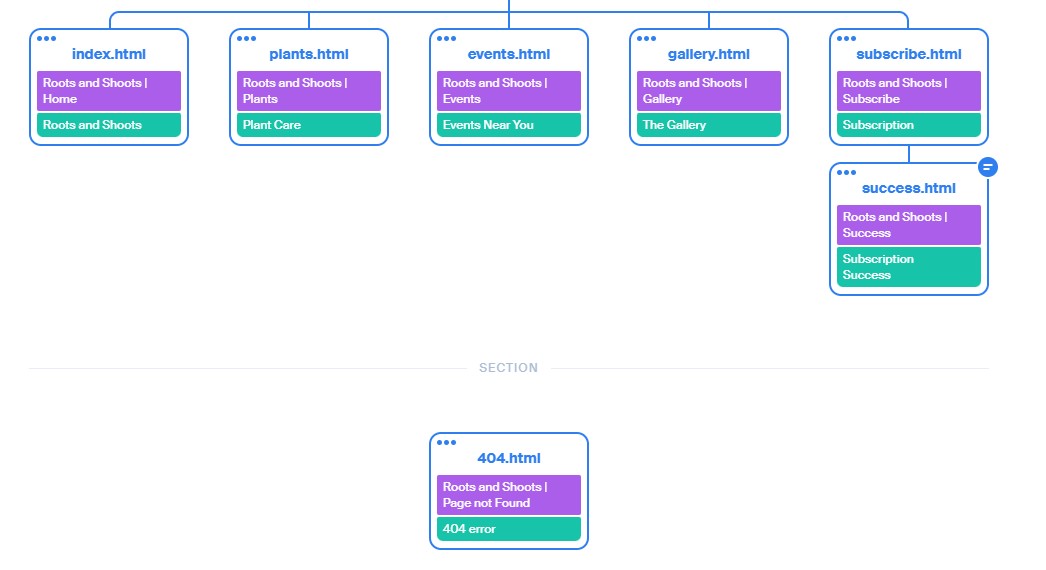 index.html
Roots and Shoots |
Home
Roots and Shoots
plants.html
Roots and Shoots |
Plants
Plant Care
events.html
Roots and Shoots |
Events
Events Near You
gallery.html
Roots and Shoots |
Gallery
The Gallery
subscribe.html
Roots and Shoots |
Subscribe
Subscription
success.html
Roots and Shoots |
Success
Subscription
Success
SECTION
404.html
Roots and Shoots |
Page not Found
404 error